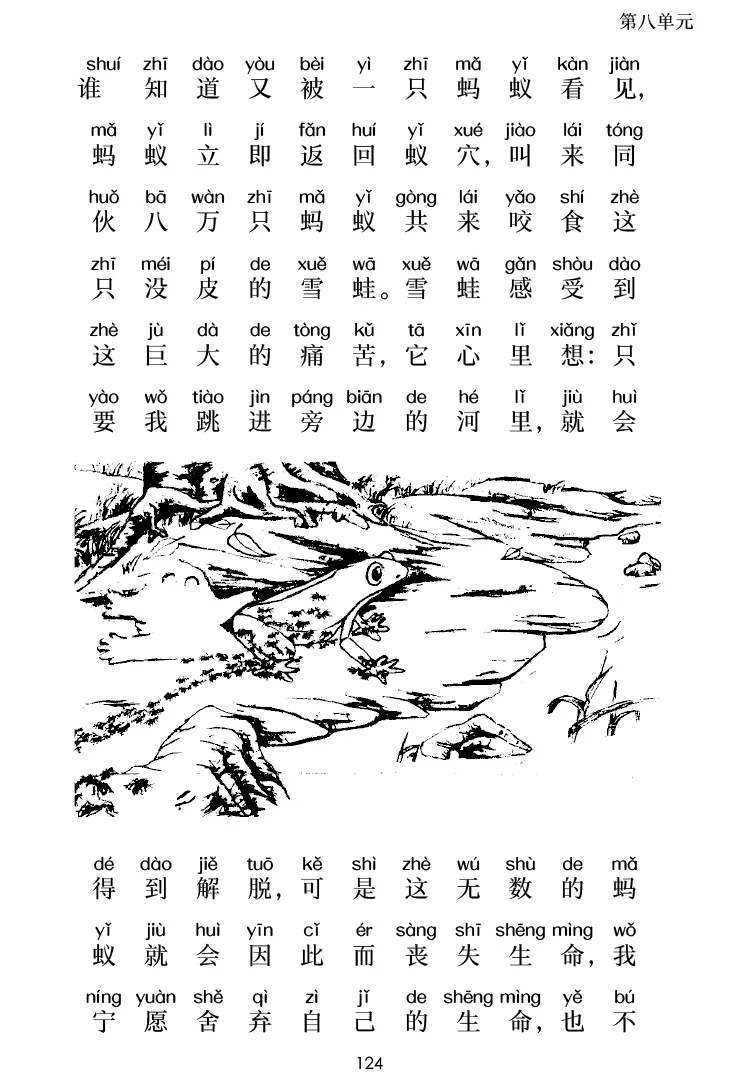 第八单元
shuí zhī dào yòu bèi yì zhī mǎ yǐ kàn jiàn
谁知道又被一只蚂蚁看见，
mǎ yǐ lì jí fǎn huí yǐ xué jiào lái tóng
蚂蚁立即返回蚁穴，叫来同
huǒ bā wàn zhī mǎ yǐ gòng lái yǎo shí zhè
伙八万只蚂蚁共来咬食这
zhī méi pí de xuě wā xuě wā gǎn shòu dào
只没皮的雪蛙。雪蛙感受到
zhè jù dà de tòng kǔ tā xīn lǐ xiǎng zhǐ
这巨大的痛苦，它心里想：只
yào wǒ tiào jìn páng biān de hé lǐ jiù huì
要我跳进旁边的河里，就会
dé dào jiě tuō kě shì zhè wú shù de mǎ
得到解脱，可是这无数的蚂
yǐ jiù huì yīn cǐ ér sàng shī shēng mìng wǒ
蚁就会因此而丧失生命，我
níng yuàn shě qì zì jǐ de shēng mìng yě bú
宁愿舍弃自己的生命，也不
124